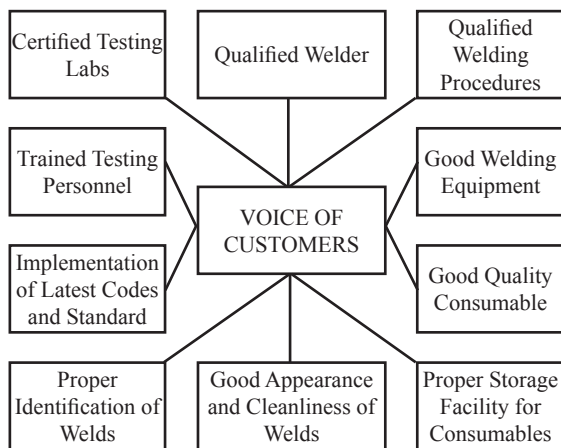 Certified Testing
Labs
Qualified Welder
Qualified
Welding
Procedures
Trained Testing
Personnel
VOICE OF
CUSTOMERS
Good Welding
Equipment
Implementation
of Latest Codes
and Standard
Good Quality
Consumable
Proper
Identification of
Welds
Good Appearance
and Cleanliness of
Welds
Proper Storage
Facility for
Consumables